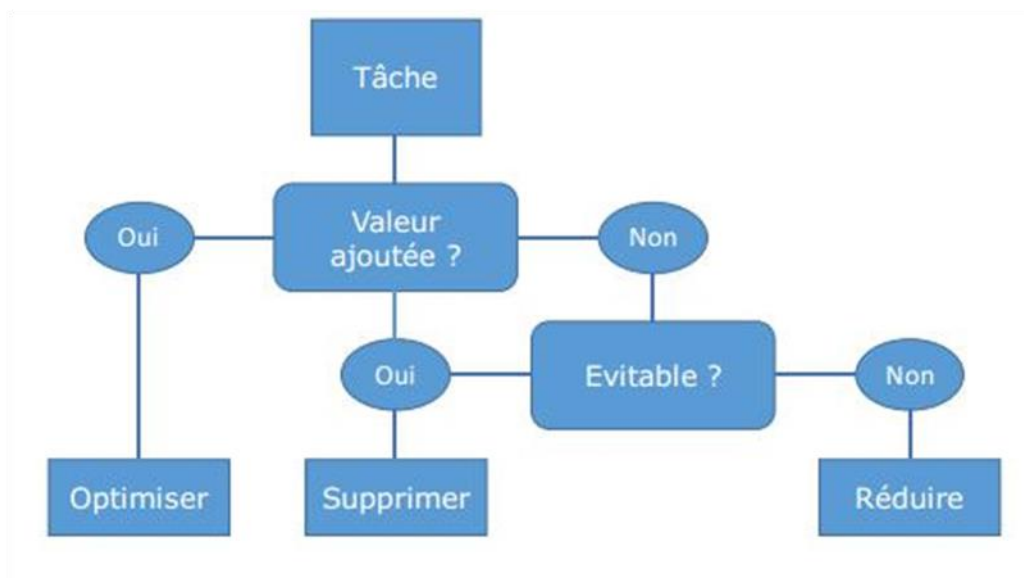 Tâche
Valeur
ajoutée ?
Oui
Non
Oui
Evitable ?
Non
Optimiser
Supprimer
Réduire